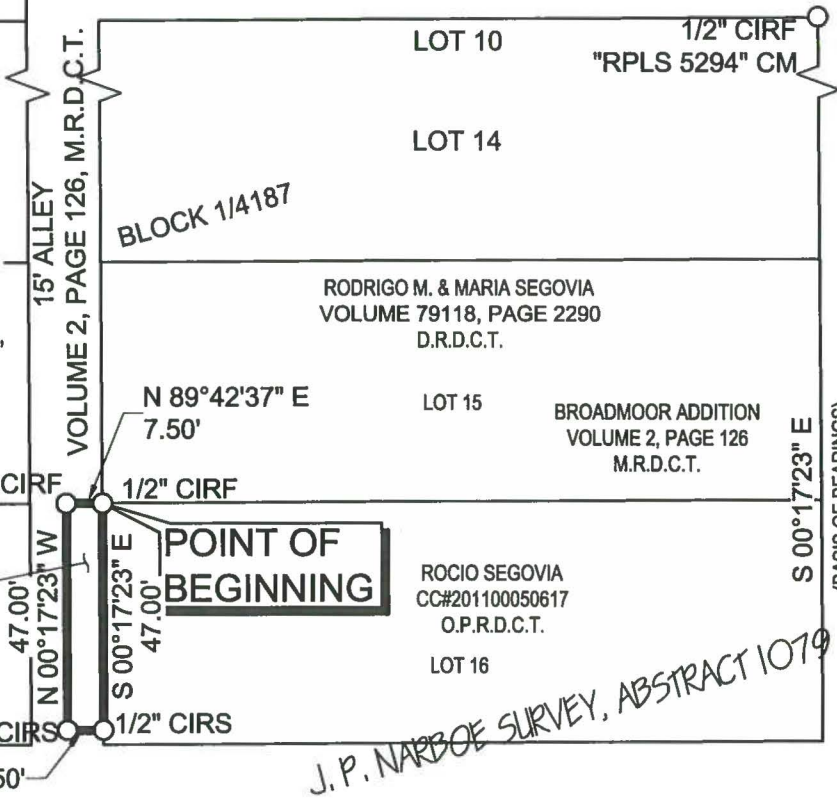 LOT 10
1/2" CIRF
"RPLS 5294" CM
LOT 14
15' ALLEY
VOLUME 2, PAGE 126, M.R.D.C.T.
BLOCK 1/4187
RODRIGO M. & MARIA SEGOVIA
VOLUME 79118, PAGE 2290
D.R.D.C.T.
LOT 15
BROADMOOR ADDITION
VOLUME 2, PAGE 126
M.R.D.C.T.
S 00°17'23" E
(BASIS OF BEARINGS)
N 89°42'37" E
7.50'
CIRF
1/2" CIRF
POINT OF
BEGINNING
47.00'
N 00°17'23" W
S 00°17'23" E
47.00'
ROCIO SEGOVIA
CC#201100050617
O.P.R.D.C.T.
LOT 16
CIRS
1/2" CIRS
50'
J. P. NARBOE SURVEY, ABSTRACT 1079